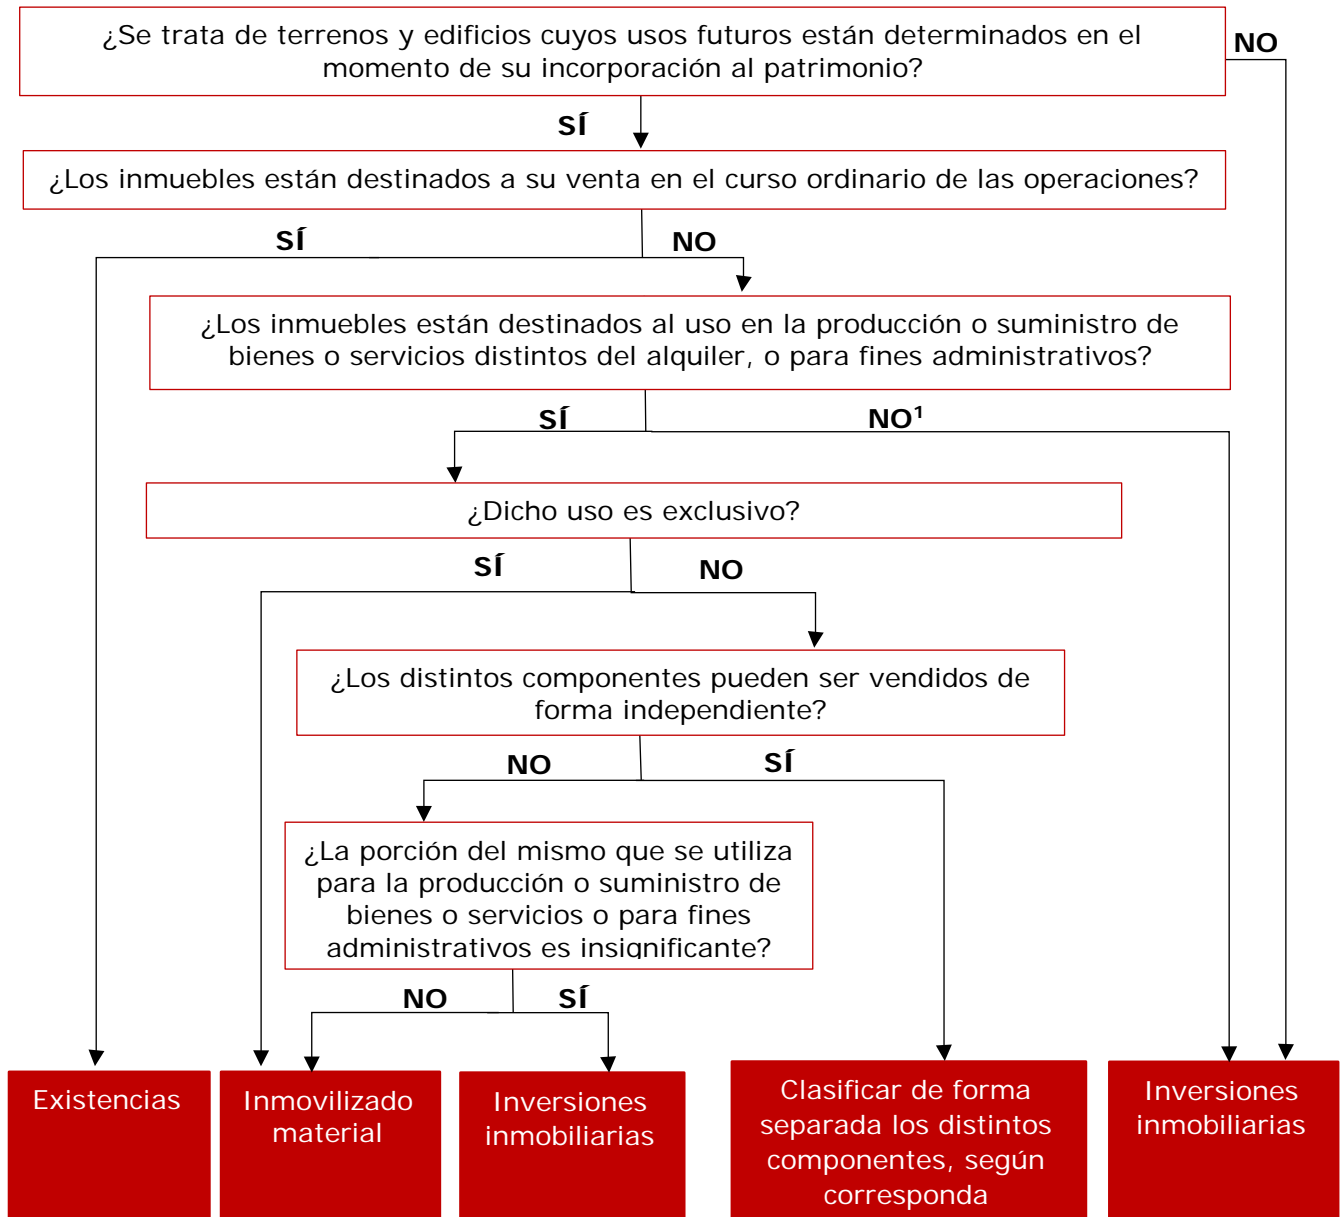 ¿Se trata de terrenos y edificios cuyos usos futuros están determinados en el
momento de su incorporación al patrimonio?
NO
SÍ
¿Los inmuebles están destinados a su venta en el curso ordinario de las operaciones?
SÍ
NO
¿Los inmuebles están destinados al uso en la producción o suministro de
bienes o servicios distintos del alquiler, o para fines administrativos?
SÍ
NO¹
¿Dicho uso es exclusivo?
SÍ
NO
¿Los distintos componentes pueden ser vendidos de
forma independiente?
NO
SÍ
¿La porción del mismo que se utiliza
para la producción o suministro de
bienes o servicios o para fines
administrativos es insignificante?
NO
SÍ
Existencias
Inmovilizado
material
Inversiones
inmobiliarias
Clasificar de forma
separada los distintos
componentes, según
corresponda
Inversiones
inmobiliarias